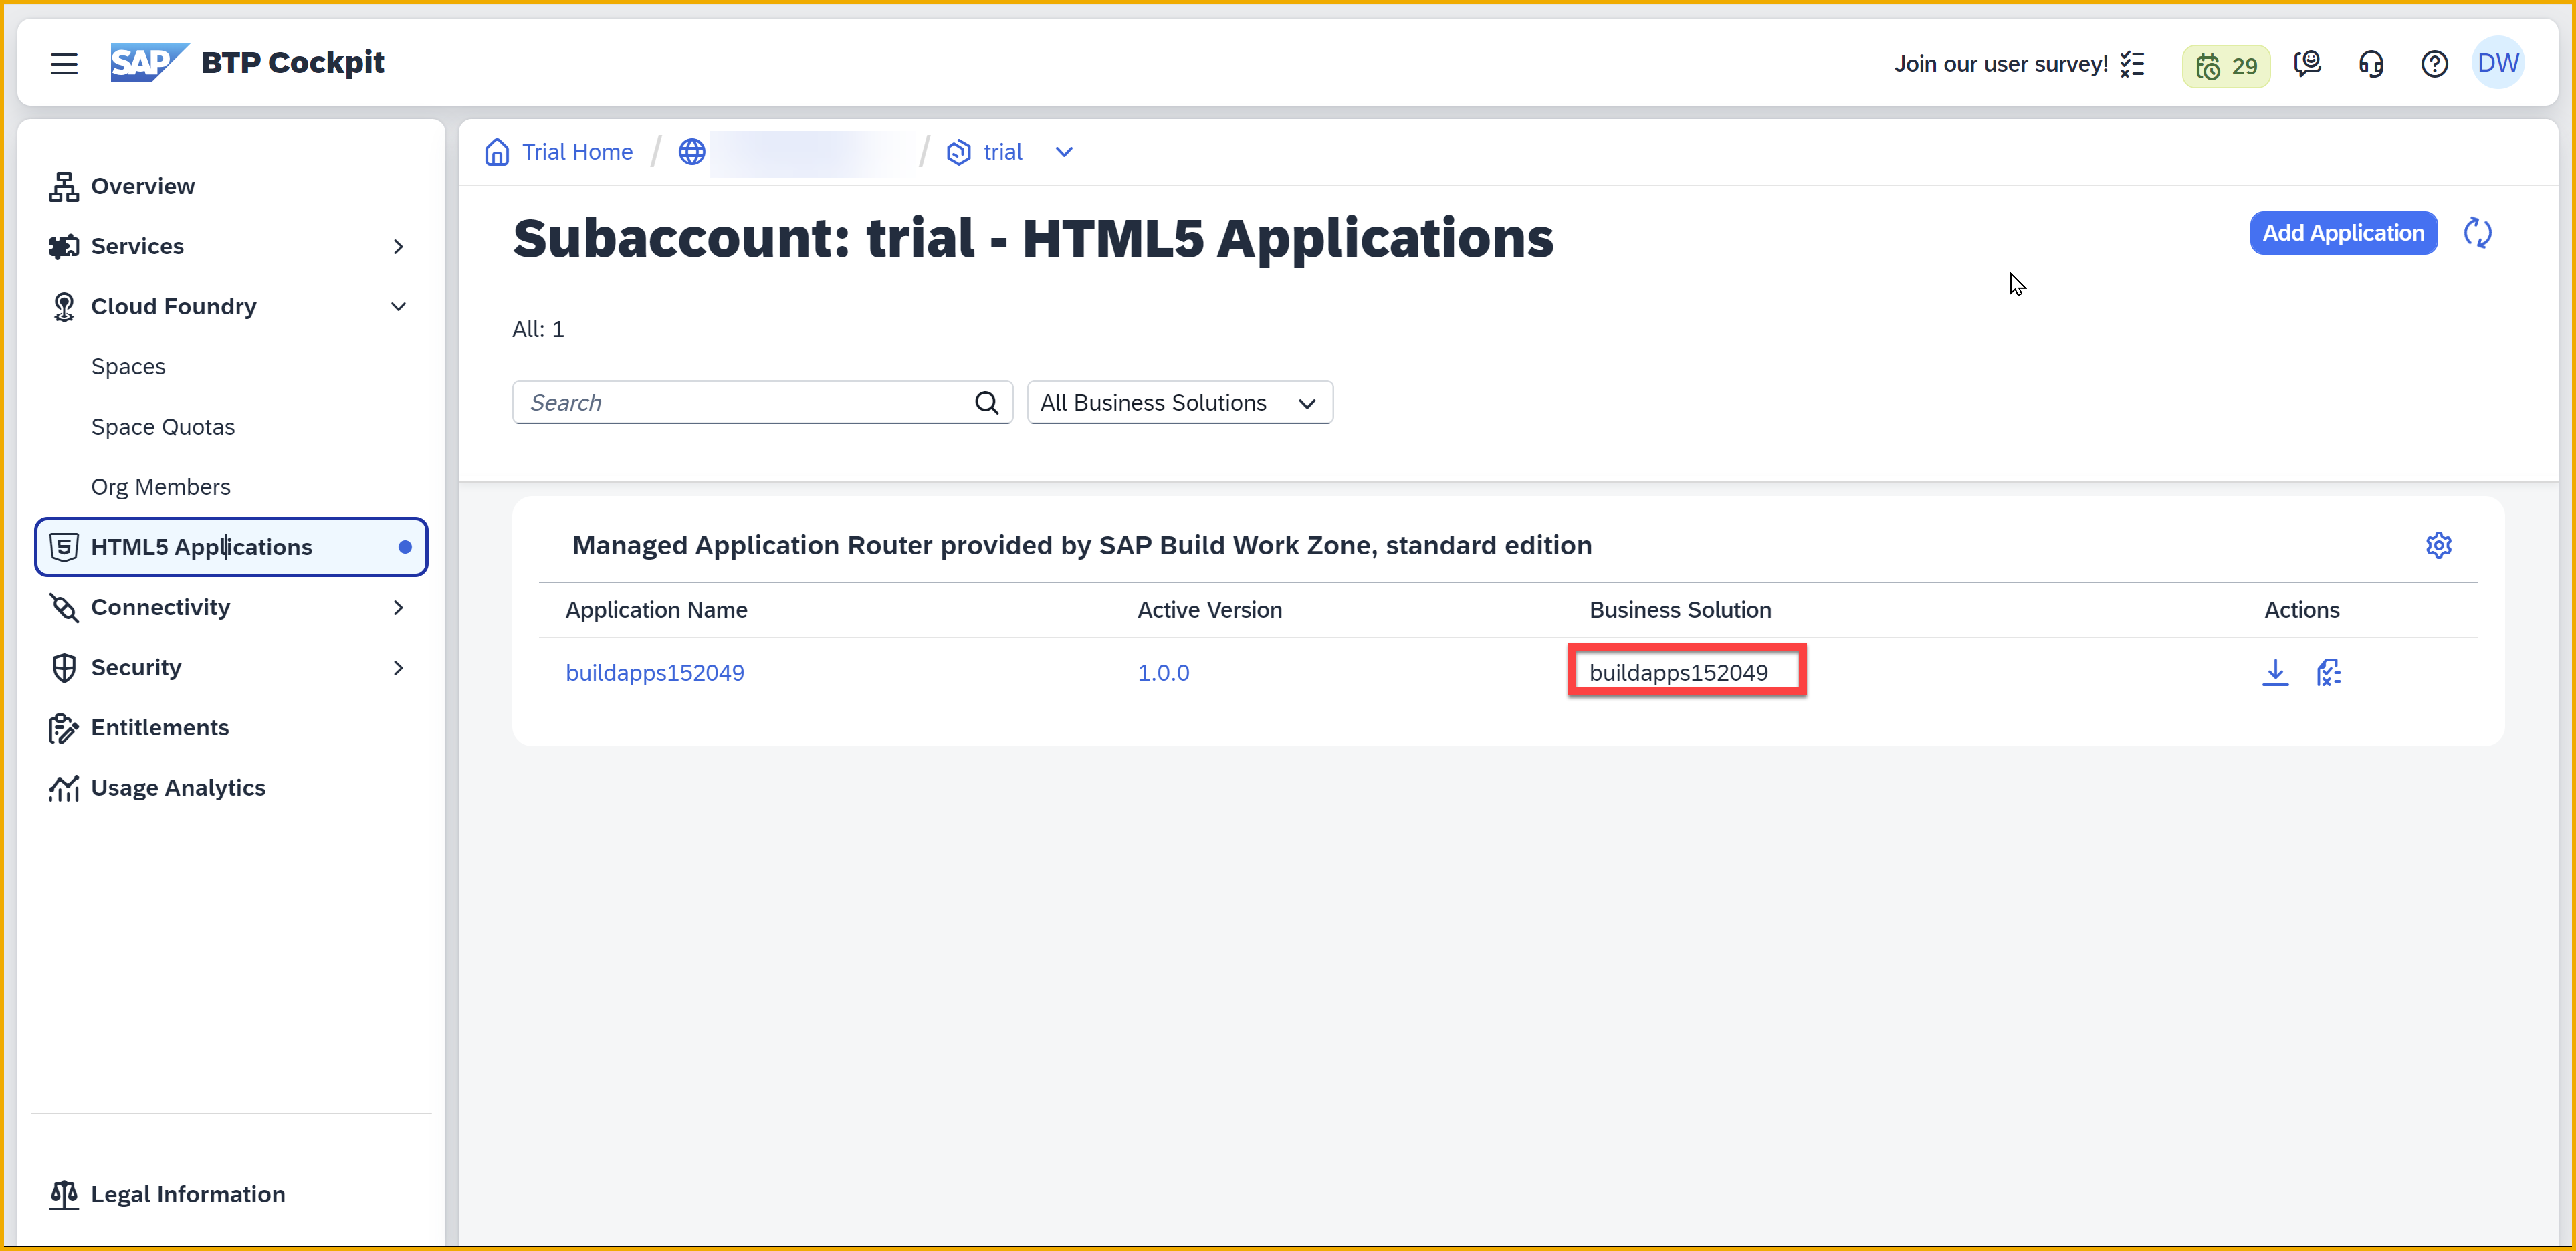 SAP BTP Cockpit
Join our user survey!
29
DW
Overview
Services
Cloud Foundry
Spaces
Space Quotas
Org Members
HTML5 Applications
Connectivity
Security
Entitlements
Usage Analytics
Legal Information
Trial Home / / trial
Subaccount: trial - HTML5 Applications
Add Application
All: 1
Search
All Business Solutions
Managed Application Router provided by SAP Build Work Zone, standard edition
Application Name Active Version Business Solution Actions
buildapps152049 1.0.0 buildapps152049